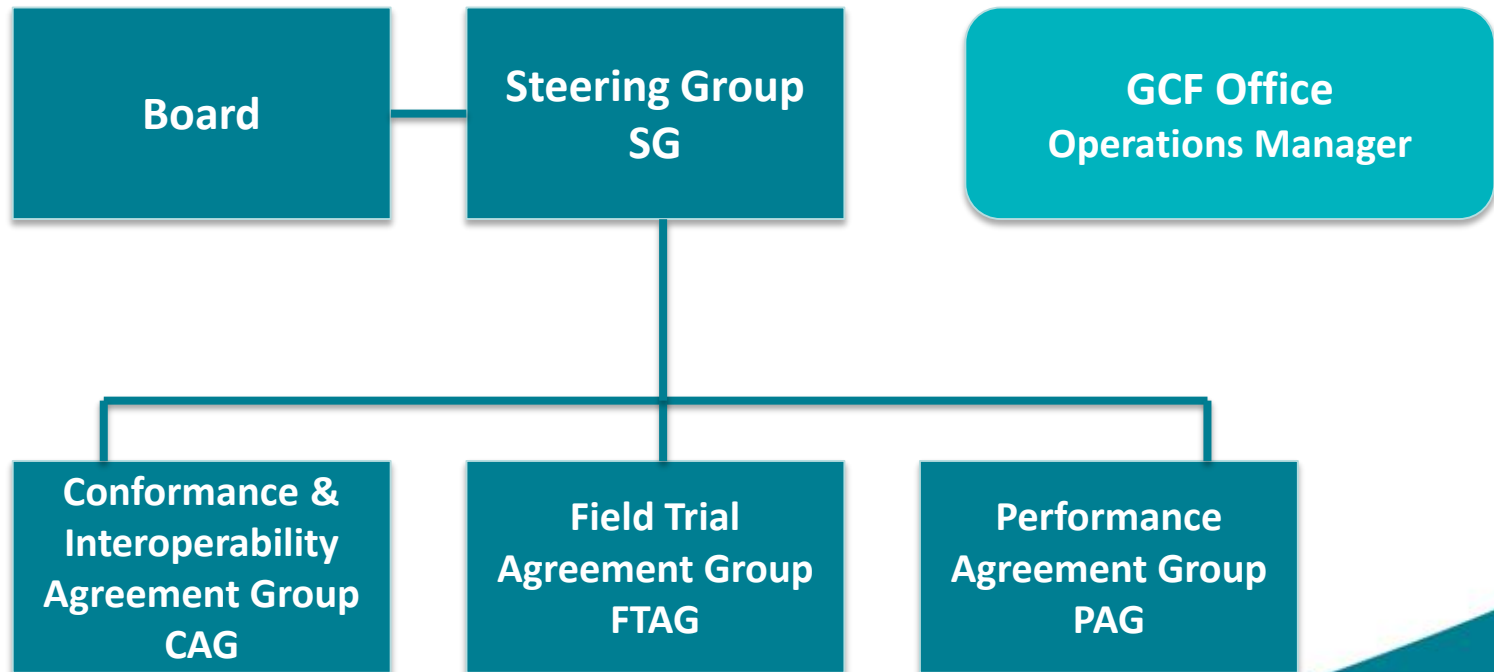 Board
Steering Group
SG
GCF Office
Operations Manager
Conformance &
Interoperability
Agreement Group
CAG
Field Trial
Agreement Group
FTAG
Performance
Agreement Group
PAG